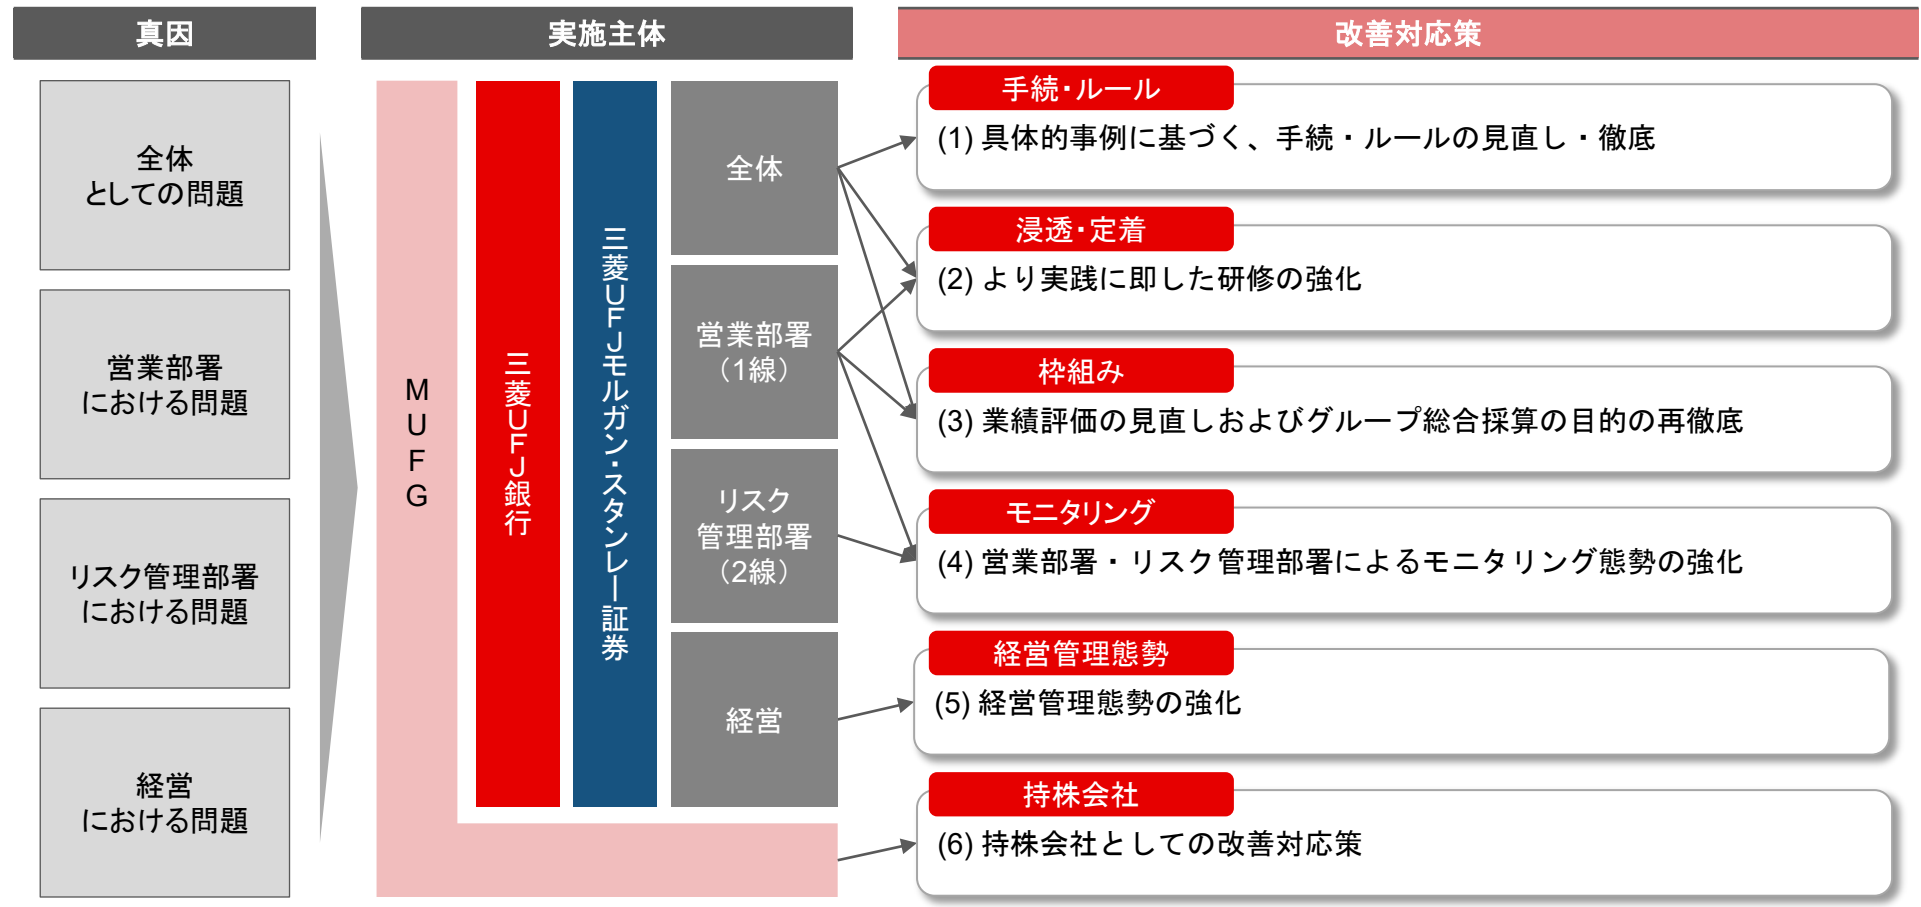 真因
実施主体
改善対応策
全体
としての問題
営業部署
における問題
リスク管理部署
における問題
経営
における問題
MUFG
三菱UFJ銀行
三菱UFJモルガン・スタンレー証券
全体
営業部署
（1線）
リスク
管理部署
（2線）
経営
手続・ルール
(1) 具体的事例に基づく、手続・ルールの見直し・徹底
浸透・定着
(2) より実践に即した研修の強化
枠組み
(3) 業績評価の見直しおよびグループ総合採算の目的の再徹底
モニタリング
(4) 営業部署・リスク管理部署によるモニタリング態勢の強化
経営管理態勢
(5) 経営管理態勢の強化
持株会社
(6) 持株会社としての改善対応策